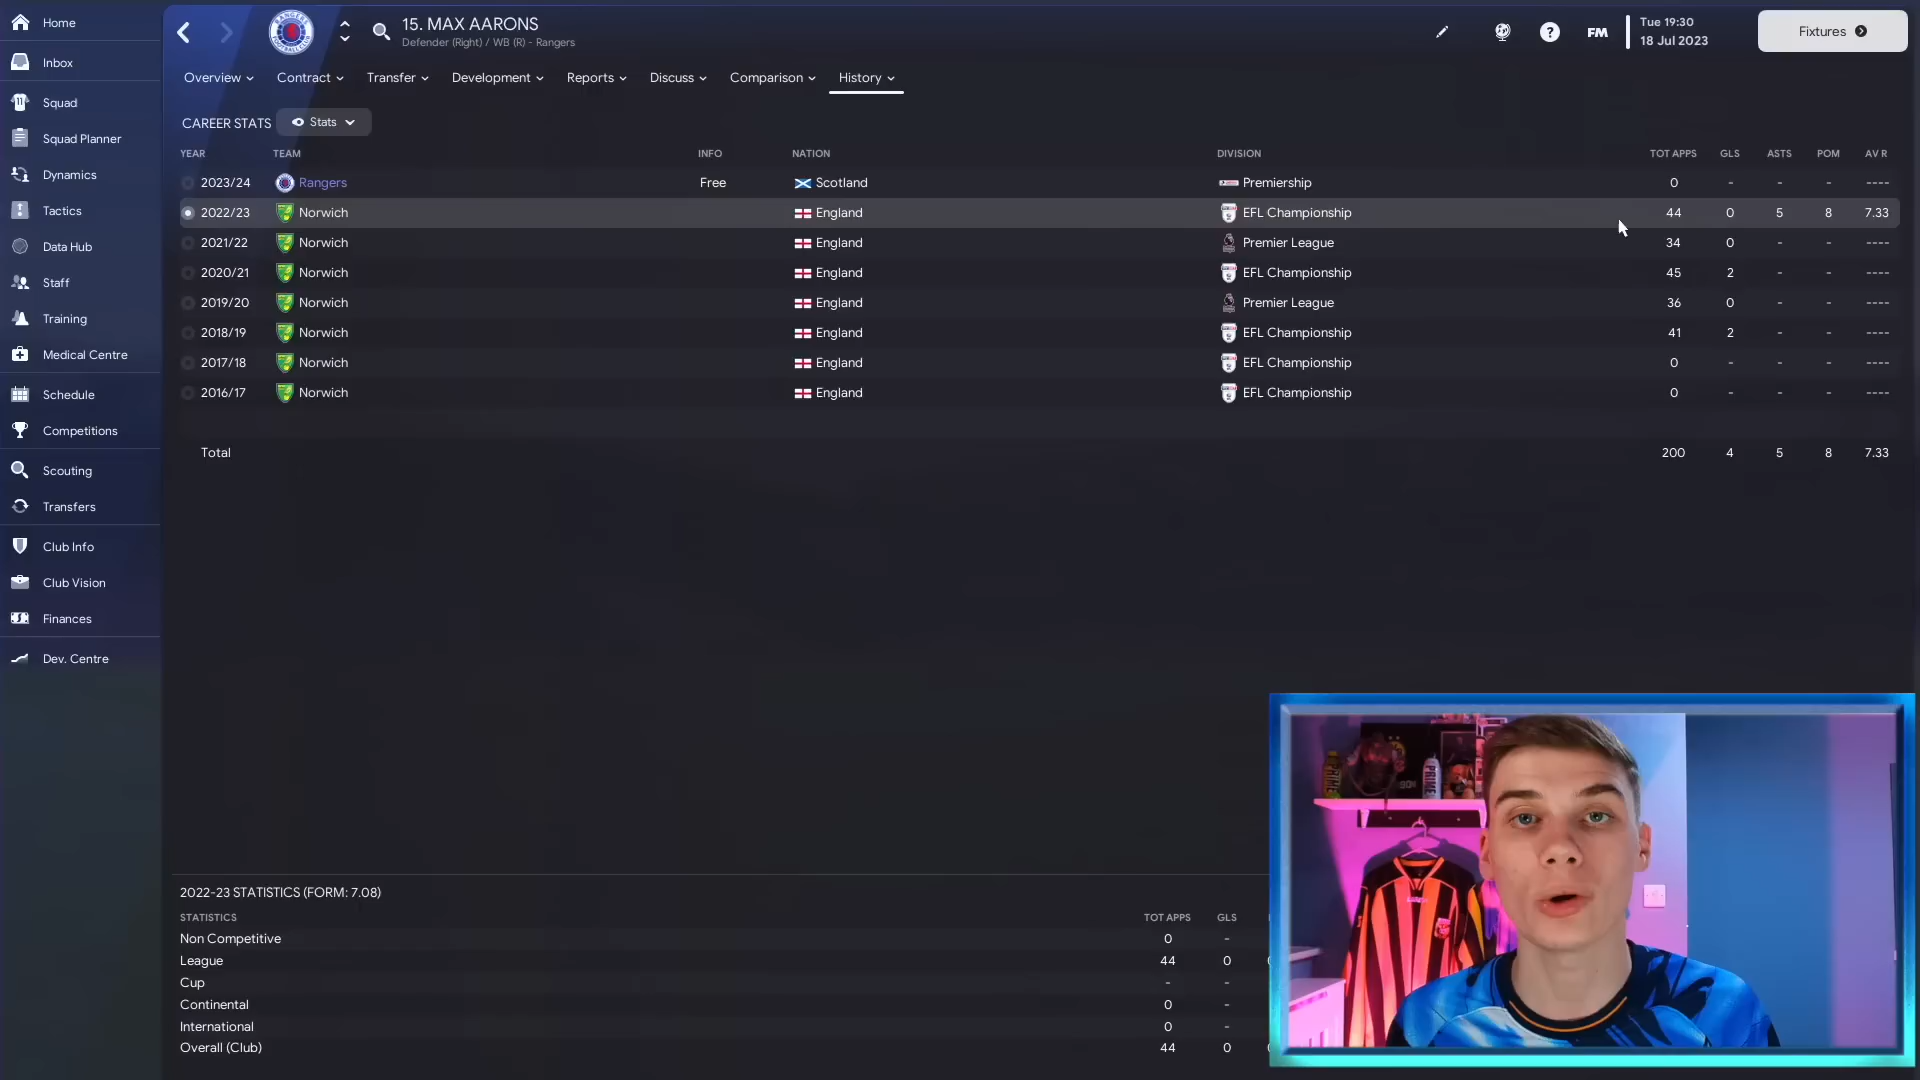 Home
Inbox
Squad
Squad Planner
Dynamics
Tactics
Data Hub
Staff
Training
Medical Centre
Schedule
Competitions
Scouting
Transfers
Club Info
Club Vision
Finances
Dev. Centre
15. MAX AARONS
Defender (Right) / WB (R) - Rangers
? FM
Tue 19:30
18 Jul 2023
Fixtures
Overview Contract Transfer Development Reports Discuss Comparison History
CAREER STATS Stats
YEAR TEAM INFO NATION DIVISION TOT APPS GLS ASTS POM AV R
2023/24 Rangers Free Scotland Premiership 0 - - - ----
2022/23 Norwich England EFL Championship 44 0 5 8 7.33
2021/22 Norwich England Premier League 34 0 - - ----
2020/21 Norwich England EFL Championship 45 2 - - ----
2019/20 Norwich England Premier League 36 0 - - ----
2018/19 Norwich England EFL Championship 41 2 - - ----
2017/18 Norwich England EFL Championship 0 - - - ----
2016/17 Norwich England EFL Championship 0 - - - ----
Total 200 4 5 8 7.33
2022-23 STATISTICS (FORM: 7.08)
STATISTICS TOT APPS GLS
Non Competitive 0 -
League 44 0
Cup - -
Continental 0 -
International 0 -
Overall (Club) 44 0
PRIME
PRIME